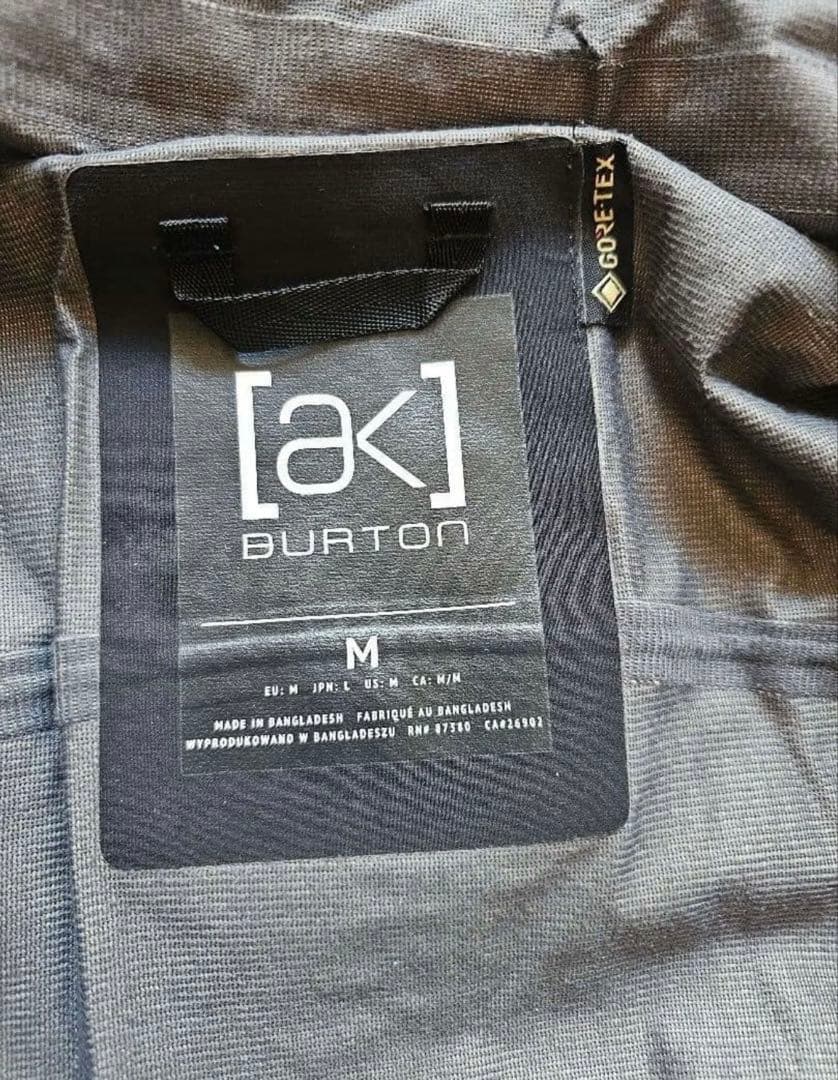 GORE-TEX
[ak]
BURTON
M
EU: M JPN: L US: M CA: M/M
MADE IN BANGLADESH FABRIQUÉ AU BANGLADESH
WYPRODUKOWANO W BANGLADESZU RN# 87380 CA#26902